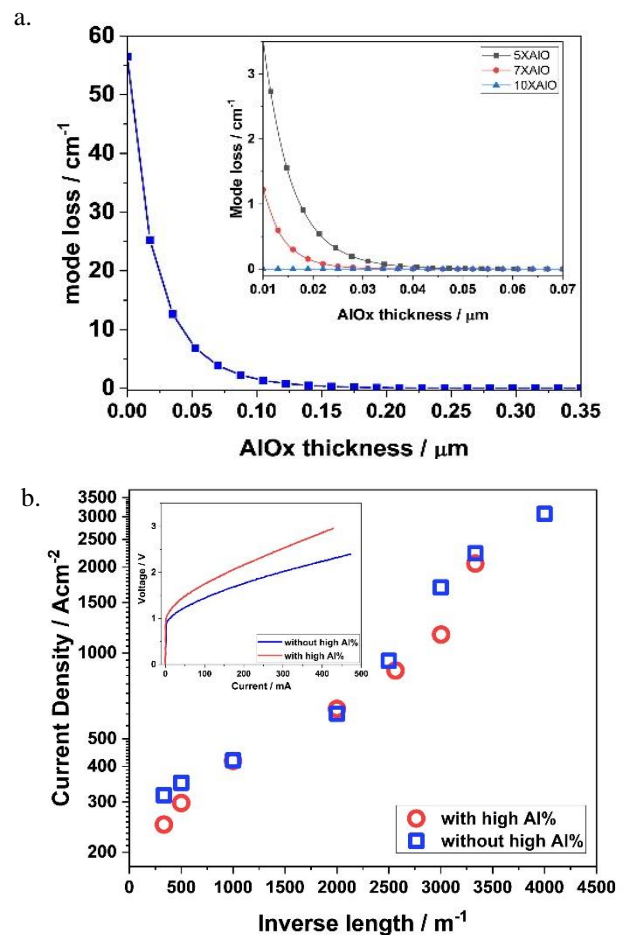 a.
60
50
40
30
20
10
0
mode loss / cm-1
0.00 0.05 0.10 0.15 0.20 0.25 0.30 0.35
AlOx thickness / μm
3
2
1
0
Mode loss / cm-1
0.01 0.02 0.03 0.04 0.05 0.06 0.07
AlOx thickness / μm
5XAlO
7XAlO
10XAlO
b.
3500
3000
2500
2000
1500
1000
500
400
300
200
Current Density / Acm-2
0 500 1000 1500 2000 2500 3000 3500 4000 4500
Inverse length / m-1
3
2
1
0
Voltage / V
0 100 200 300 400 500
Current / mA
without high Al%
with high Al%
with high Al%
without high Al%